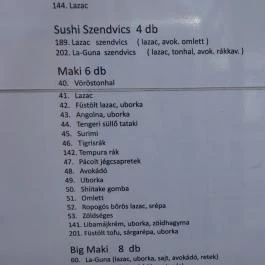 144. Lazac
Sushi Szendvics 4 db
189. Lazac szendvics ( lazac, avok. omlett )
202. La-Guna szendvics ( lazac, tonhal, avok. rákkav. )
Maki 6 db
40. Vöröstonhal
41. Lazac
42. Füstölt lazac, uborka
43. Angolna, uborka
44. Tengeri süllő tataki
45. Surimi
46. Tigrisrák
142. Tempura rák
47. Pácolt jégcsapretek
48. Avokádó
49. Uborka
50. Shiitake gomba
51. Omlett
52. Ropogós bőrös lazac, srépa
53. Zöldséges
141. Libamájkrém, uborka, zöldhagyma
201. Füstölt tofu, sárgarépa, uborka
Big Maki 8 db
60. La-Guna (lazac, uborka, sajt, avokádó, retek)